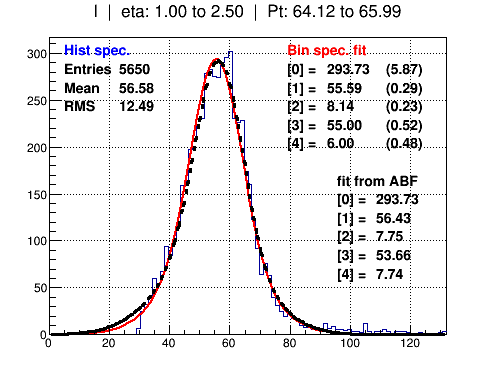 I | eta: 1.00 to 2.50 | Pt: 64.12 to 65.99
Hist spec.
Entries 5650
Mean 56.58
RMS 12.49
Bin spec. fit
[0] = 293.73 (5.87)
[1] = 55.59 (0.29)
[2] = 8.14 (0.23)
[3] = 55.00 (0.52)
[4] = 6.00 (0.48)
fit from ABF
[0] = 293.73
[1] = 56.43
[2] = 7.75
[3] = 53.66
[4] = 7.74
300
250
200
150
100
50
0
0 20 40 60 80 100 120